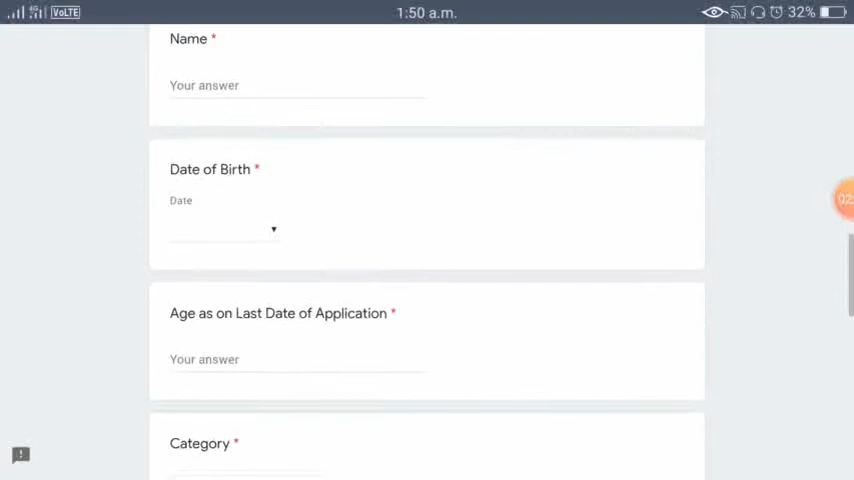 4G VoLTE 1:50 a.m. 32%
Name *
Your answer
Date of Birth *
Date
Age as on Last Date of Application *
Your answer
Category *